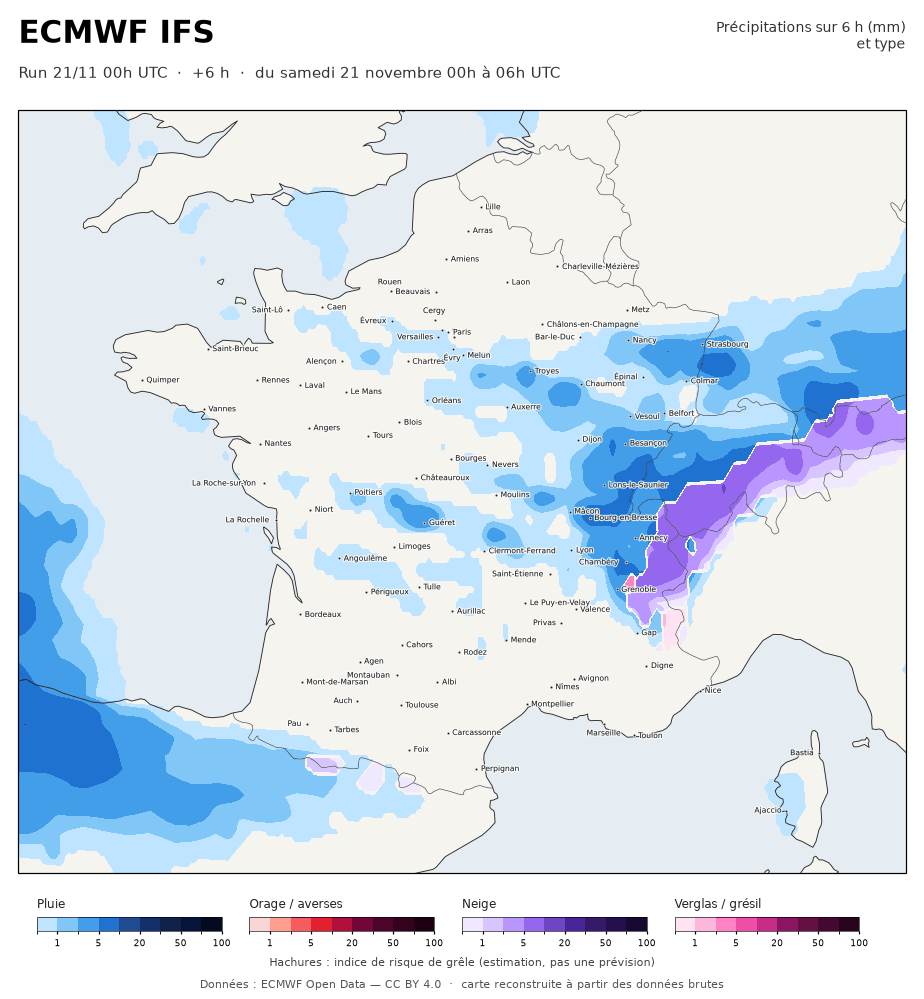 ECMWF IFS
Précipitations sur 6 h (mm)
et type
Run 21/11 00h UTC · +6 h · du samedi 21 novembre 00h à 06h UTC
Lille
Arras
Amiens
Charleville-Mézières
Rouen
Beauvais
Laon
Saint-Lô
Caen
Cergy
Metz
Évreux
Châlons-en-Champagne
Versailles
Paris
Bar-le-Duc
Nancy
Strasbourg
Saint-Brieuc
Alençon
Chartres
Évry
Melun
Troyes
Épinal
Colmar
Quimper
Rennes
Laval
Le Mans
Chaumont
Orléans
Auxerre
Vannes
Vesoul
Belfort
Angers
Blois
Tours
Dijon
Besançon
Nantes
Bourges
Nevers
La Roche-sur-Yon
Châteauroux
Lons-le-Saunier
Poitiers
Moulins
Niort
Mâcon
Bourg-en-Bresse
La Rochelle
Guéret
Annecy
Limoges
Clermont-Ferrand
Lyon
Angoulême
Chambéry
Saint-Étienne
Périgueux
Tulle
Grenoble
Le Puy-en-Velay
Valence
Bordeaux
Aurillac
Privas
Gap
Mende
Cahors
Rodez
Agen
Digne
Montauban
Mont-de-Marsan
Albi
Avignon
Nîmes
Nice
Auch
Toulouse
Montpellier
Pau
Tarbes
Carcassonne
Marseille
Toulon
Foix
Bastia
Perpignan
Ajaccio
Pluie
Orage / averses
Neige
Verglas / grésil
1 5 20 50 100
1 5 20 50 100
1 5 20 50 100
1 5 20 50 100
Hachures : indice de risque de grêle (estimation, pas une prévision)
Données : ECMWF Open Data — CC BY 4.0 · carte reconstruite à partir des données brutes